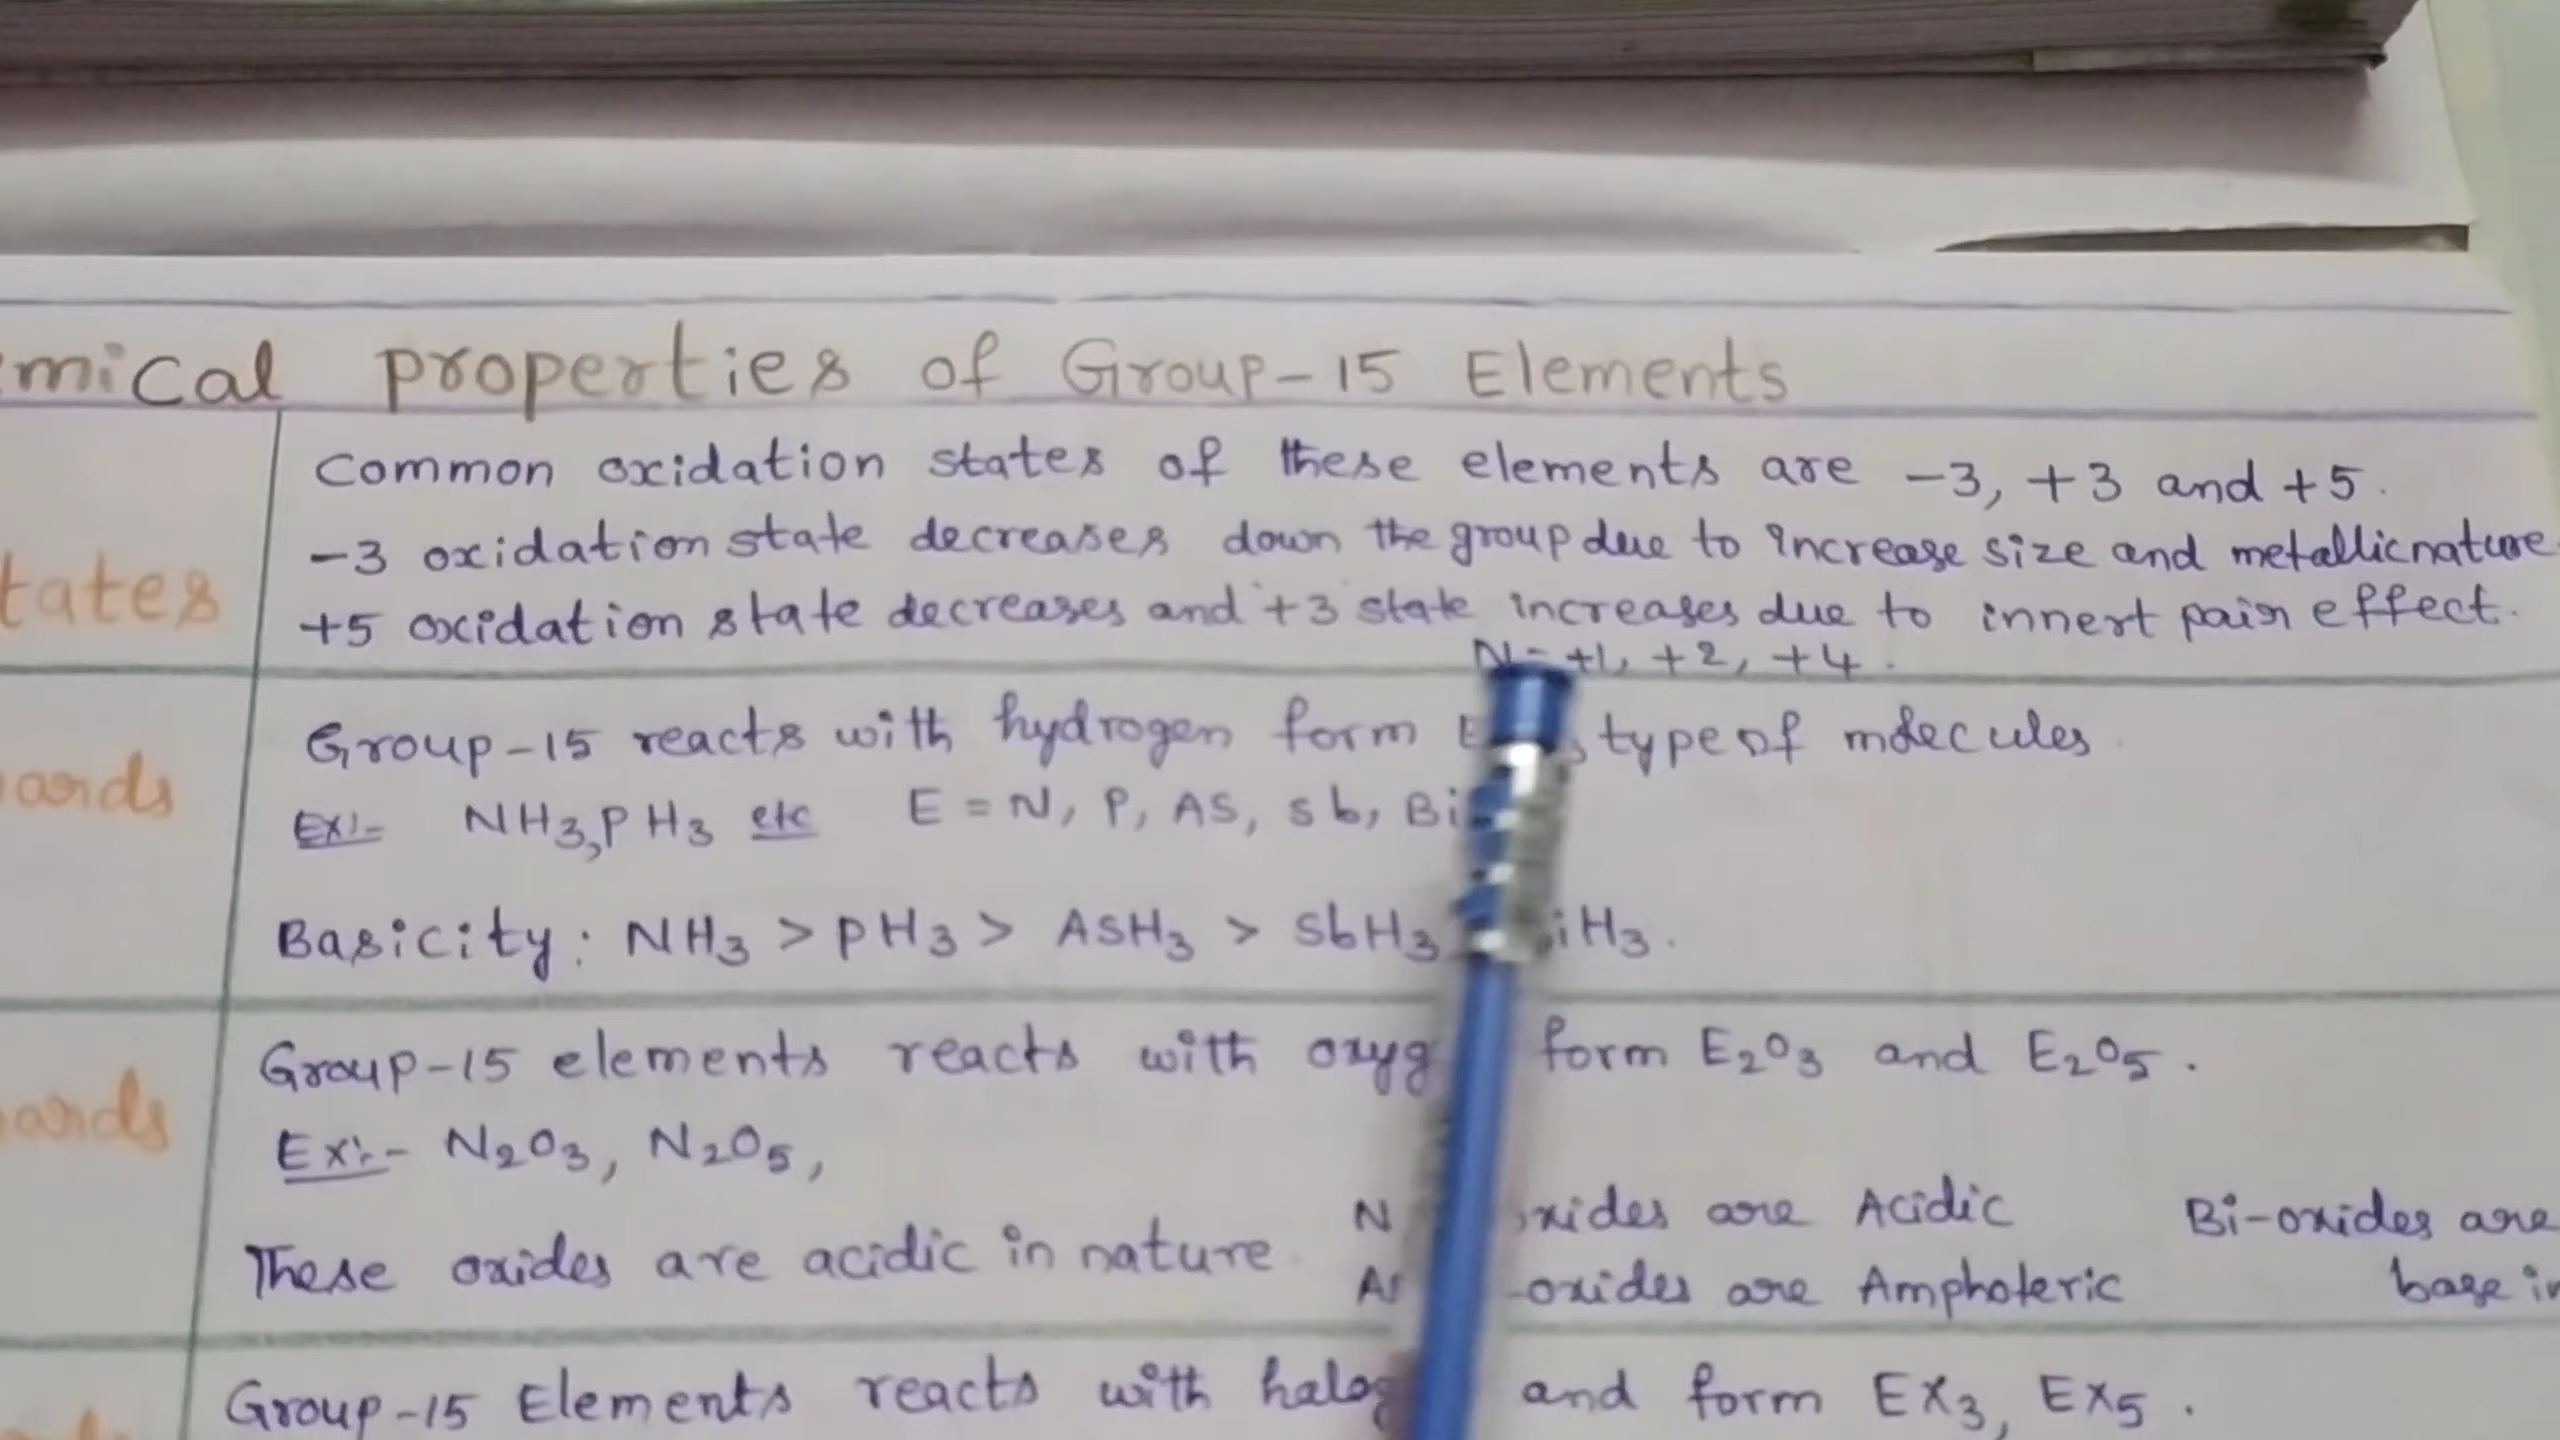 mical properties of Group-15 Elements
Common oxidation states of these elements are -3, +3 and +5.
-3 oxidation state decreases down the group due to increase size and metallic nature
tates
+5 oxidation state decreases and +3 state increases due to innert pair effect.
N = +1, +2, +4.
Group-15 reacts with hydrogen form type of molecules
ards
Ex:- NH3, PH3 etc E = N, P, AS, Sb, Bi
Basicity: NH3 > PH3 > AsH3 > SbH3 iH3.
Group-15 elements reacts with oxyg form E2O3 and E2O5.
ards
Ex:- N2O3, N2O5,
N oxides are Acidic Bi-oxides are
These oxides are acidic in nature.
-oxides are Amphoteric base in
Group-15 Elements reacts with halog and form EX3, EX5.